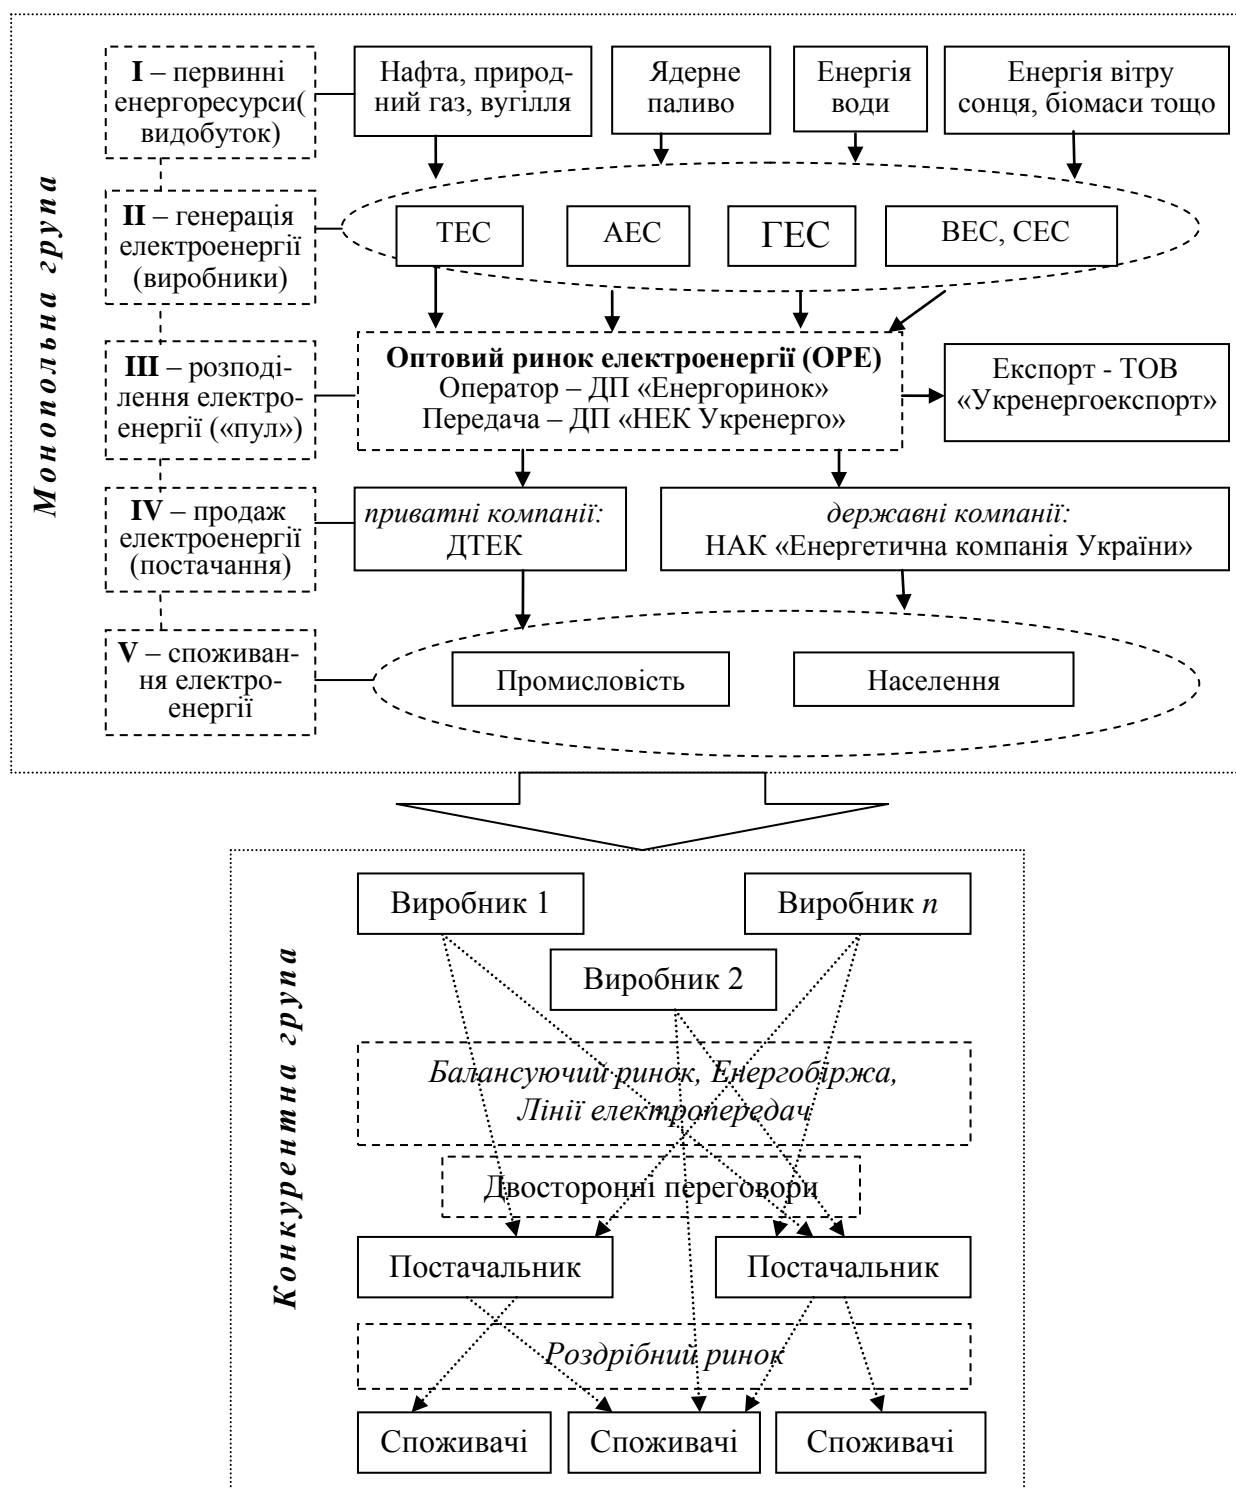 Монопольна група
I – первинні
енергоресурси(
видобуток)
Нафта, природ-
ний газ, вугілля
Ядерне
паливо
Енергія
води
Енергія вітру
сонця, біомаси тощо
II – генерація
електроенергії
(виробники)
ТЕС
АЕС
ГЕС
ВЕС, СЕС
III – розподі-
лення електро-
енергії («пул»)
Оптовий ринок електроенергії (ОРЕ)
Оператор – ДП «Енергоринок»
Передача – ДП «НЕК Укренерго»
Експорт - ТОВ
«Укренергоекспорт»
IV – продаж
електроенергії
(постачання)
приватні компанії:
ДТЕК
державні компанії:
НАК «Енергетична компанія України»
V – споживан-
ня електро-
енергії
Промисловість
Населення
Конкурентна група
Виробник 1
Виробник n
Виробник 2
Балансуючий ринок, Енергобіржа,
Лінії електропередач
Двосторонні переговори
Постачальник
Постачальник
Роздрібний ринок
Споживачі
Споживачі
Споживачі